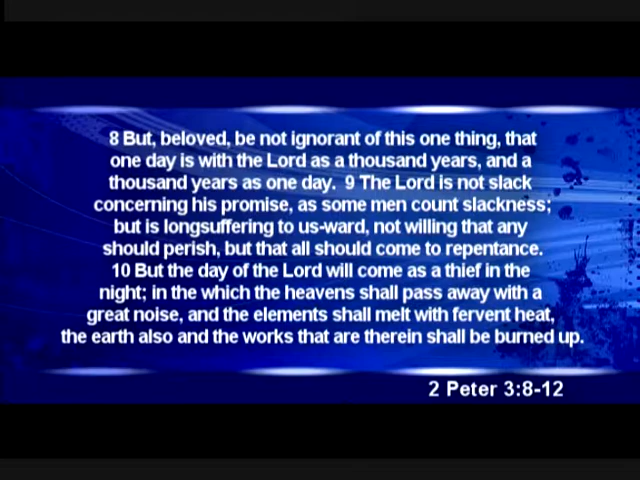 8 But, beloved, be not ignorant of this one thing, that
one day is with the Lord as a thousand years, and a
thousand years as one day. 9 The Lord is not slack
concerning his promise, as some men count slackness;
but is longsuffering to us-ward, not willing that any
should perish, but that all should come to repentance.
10 But the day of the Lord will come as a thief in the
night; in the which the heavens shall pass away with a
great noise, and the elements shall melt with fervent heat,
the earth also and the works that are therein shall be burned up.
2 Peter 3:8-12